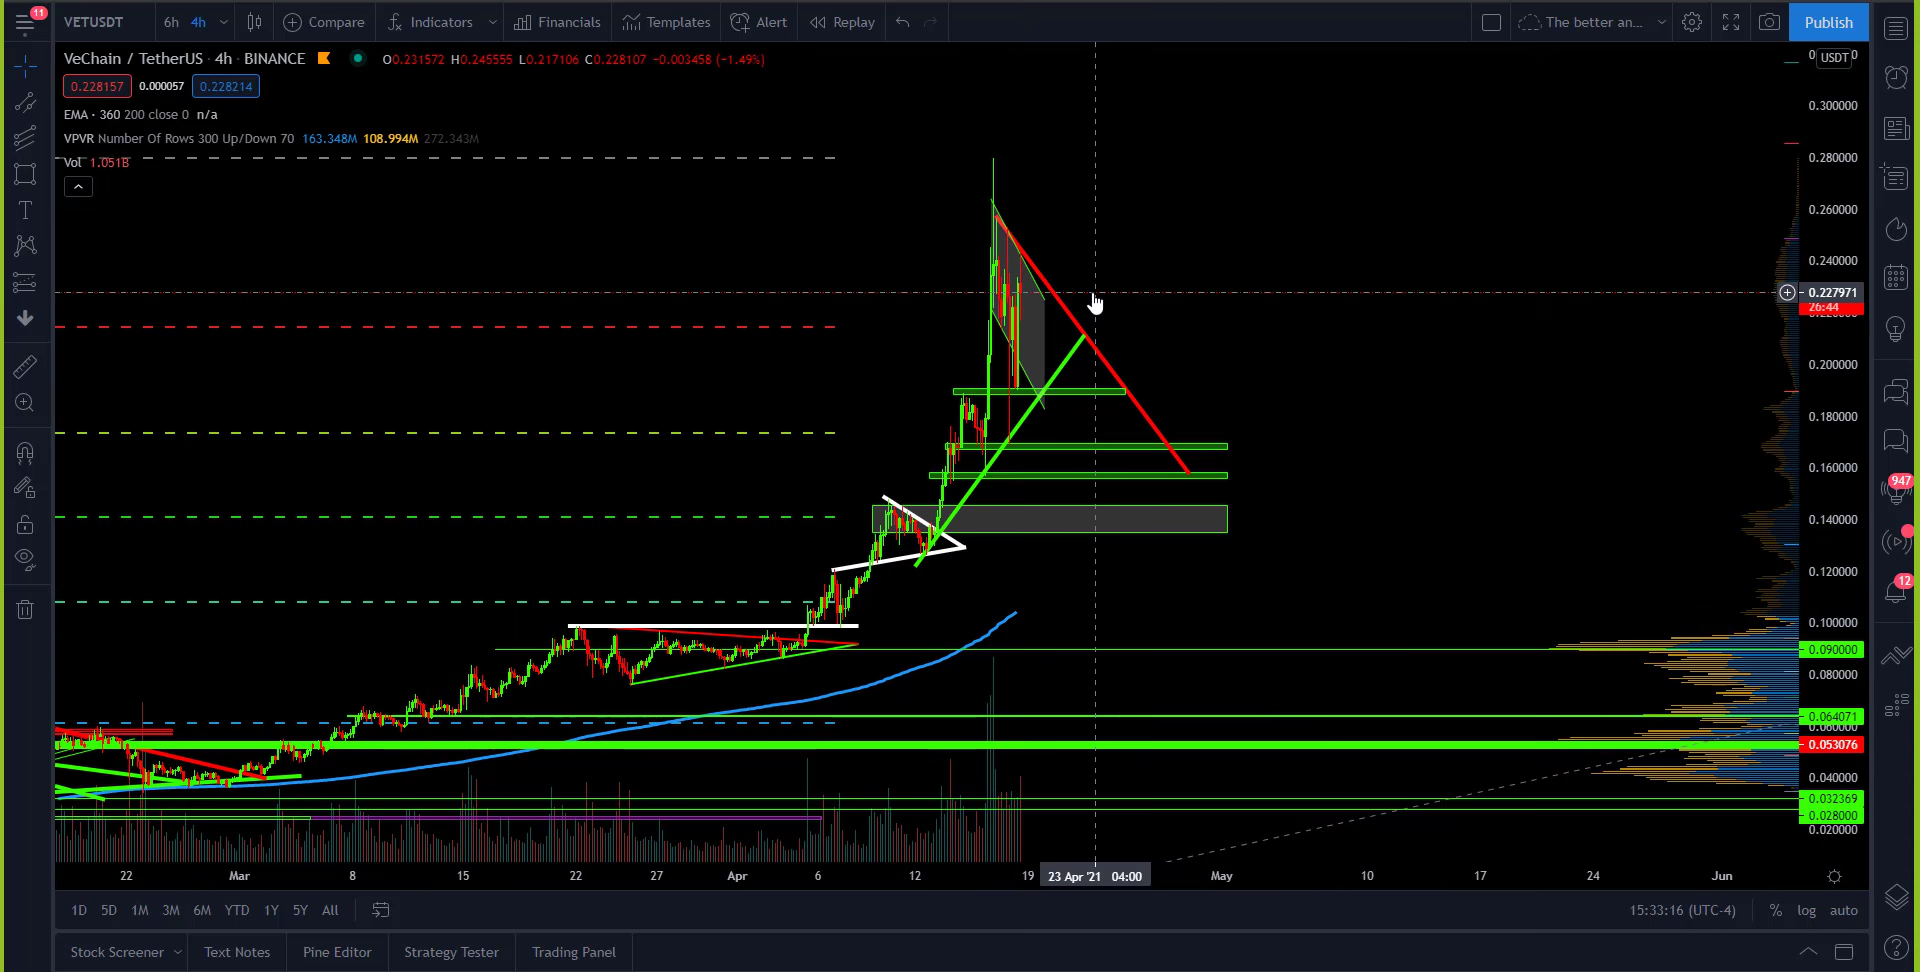 11
VETUSDT
6h 4h
Compare
Indicators
Financials
Templates
Alert
Replay
The better an...
Publish
VeChain / TetherUS · 4h · BINANCE
O0.231572 H0.245555 L0.217106 C0.228107 −0.003458 (−1.49%)
0.228157 0.000057 0.228214
EMA · 360 200 close 0 n/a
VPVR Number Of Rows 300 Up/Down 70 163.348M 108.994M 272.343M
Vol 1.051B
USDT
0.300000
0.280000
0.260000
0.240000
0.227971
26:44
0.200000
0.180000
0.160000
0.140000
0.120000
0.100000
0.090000
0.080000
0.064071
0.060000
0.053076
0.040000
0.032369
0.028000
0.020000
947
12
22 Mar 8 15 22 27 Apr 6 12 19 23 Apr '21 04:00 May 10 17 24 Jun
1D 5D 1M 3M 6M YTD 1Y 5Y All
15:33:16 (UTC-4) % log auto
Stock Screener
Text Notes
Pine Editor
Strategy Tester
Trading Panel